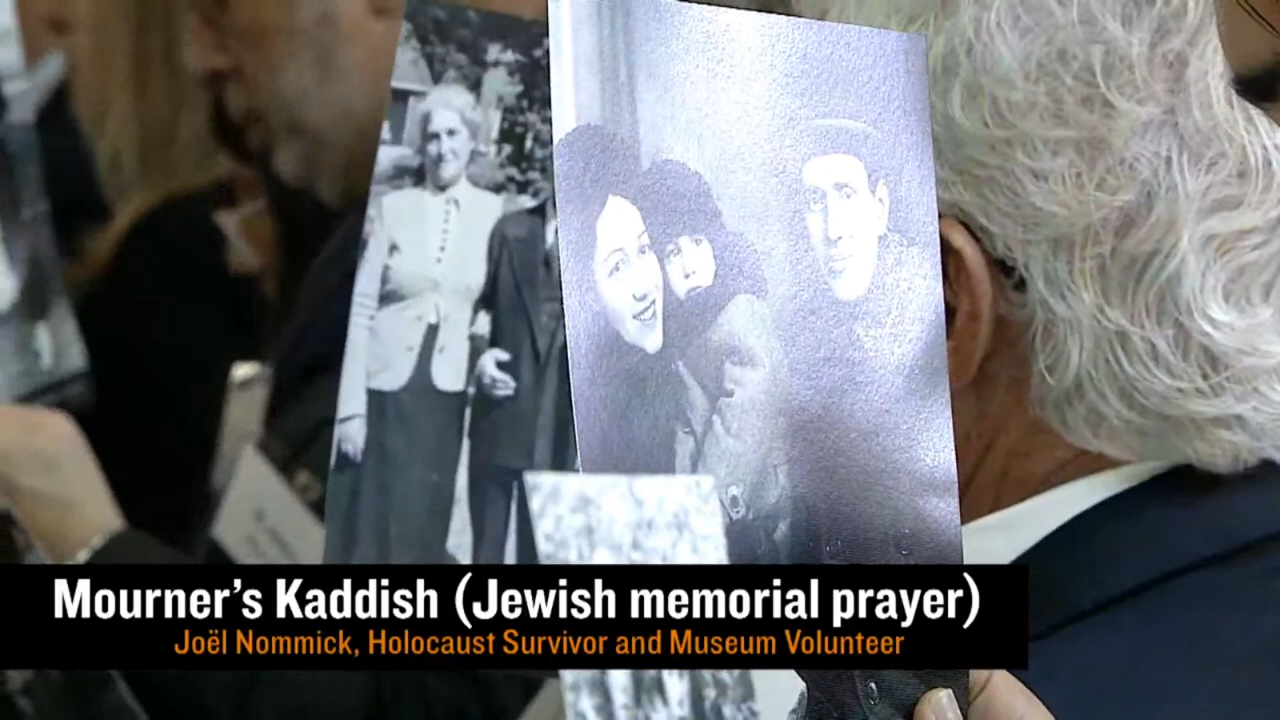 Mourner's Kaddish (Jewish memorial prayer)
Joël Nommick, Holocaust Survivor and Museum Volunteer